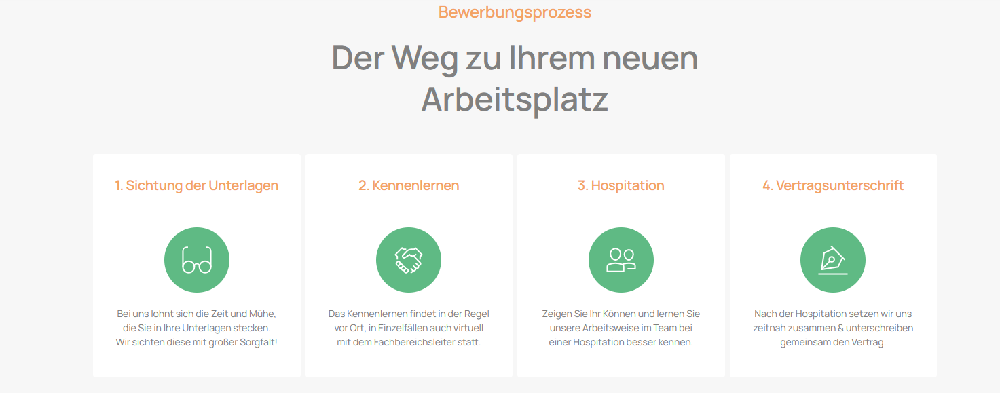 Bewerbungsprozess
Der Weg zu Ihrem neuen
Arbeitsplatz
1. Sichtung der Unterlagen
Bei uns lohnt sich die Zeit und Mühe,
die Sie in Ihre Unterlagen stecken.
Wir sichten diese mit großer Sorgfalt!
2. Kennenlernen
Das Kennenlernen findet in der Regel
vor Ort, in Einzelfällen auch virtuell
mit dem Fachbereichsleiter statt.
3. Hospitation
Zeigen Sie Ihr Können und lernen Sie
unsere Arbeitsweise im Team bei
einer Hospitation besser kennen.
4. Vertragsunterschrift
Nach der Hospitation setzen wir uns
zeitnah zusammen & unterschreiben
gemeinsam den Vertrag.